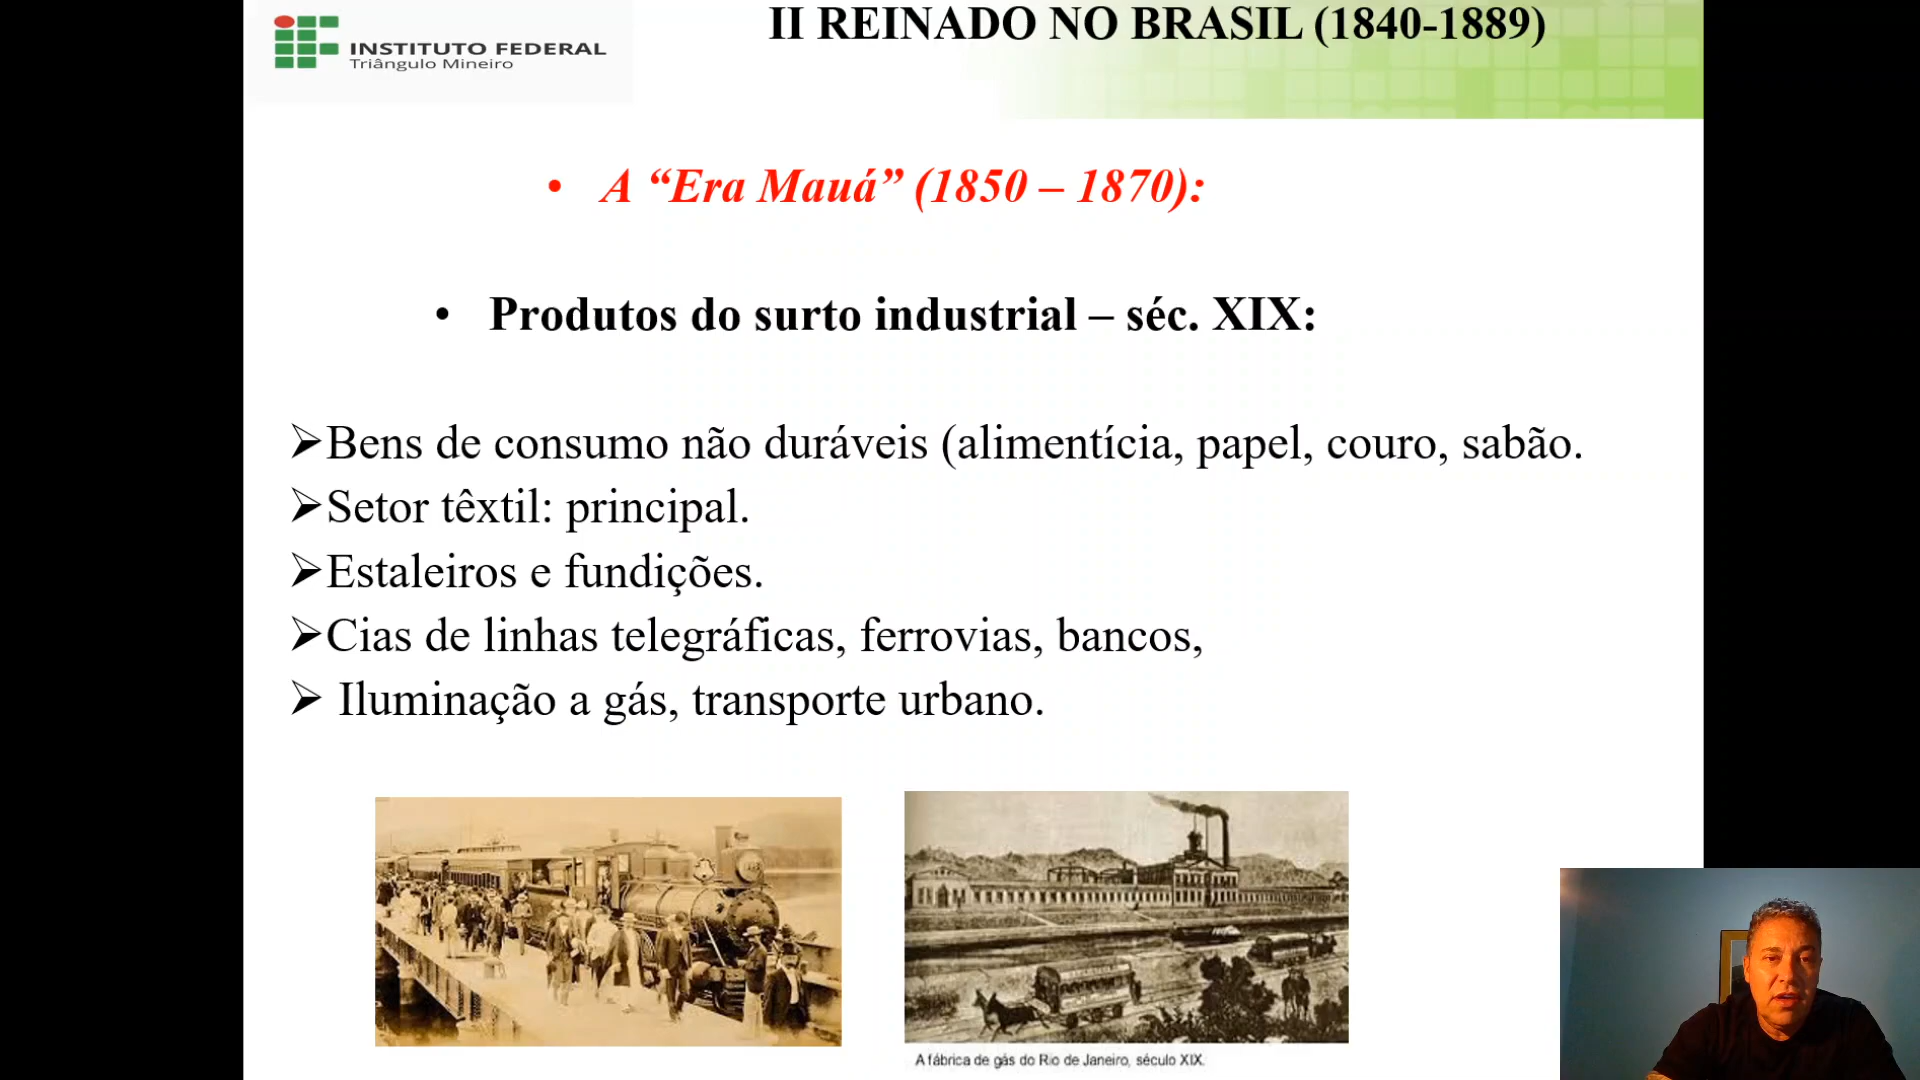 INSTITUTO FEDERAL
Triângulo Mineiro
II REINADO NO BRASIL (1840-1889)
• A “Era Mauá” (1850 – 1870):
• Produtos do surto industrial – séc. XIX:
➢Bens de consumo não duráveis (alimentícia, papel, couro, sabão.
➢Setor têxtil: principal.
➢Estaleiros e fundições.
➢Cias de linhas telegráficas, ferrovias, bancos,
➢ Iluminação a gás, transporte urbano.
A fábrica de gás do Rio de Janeiro, século XIX.